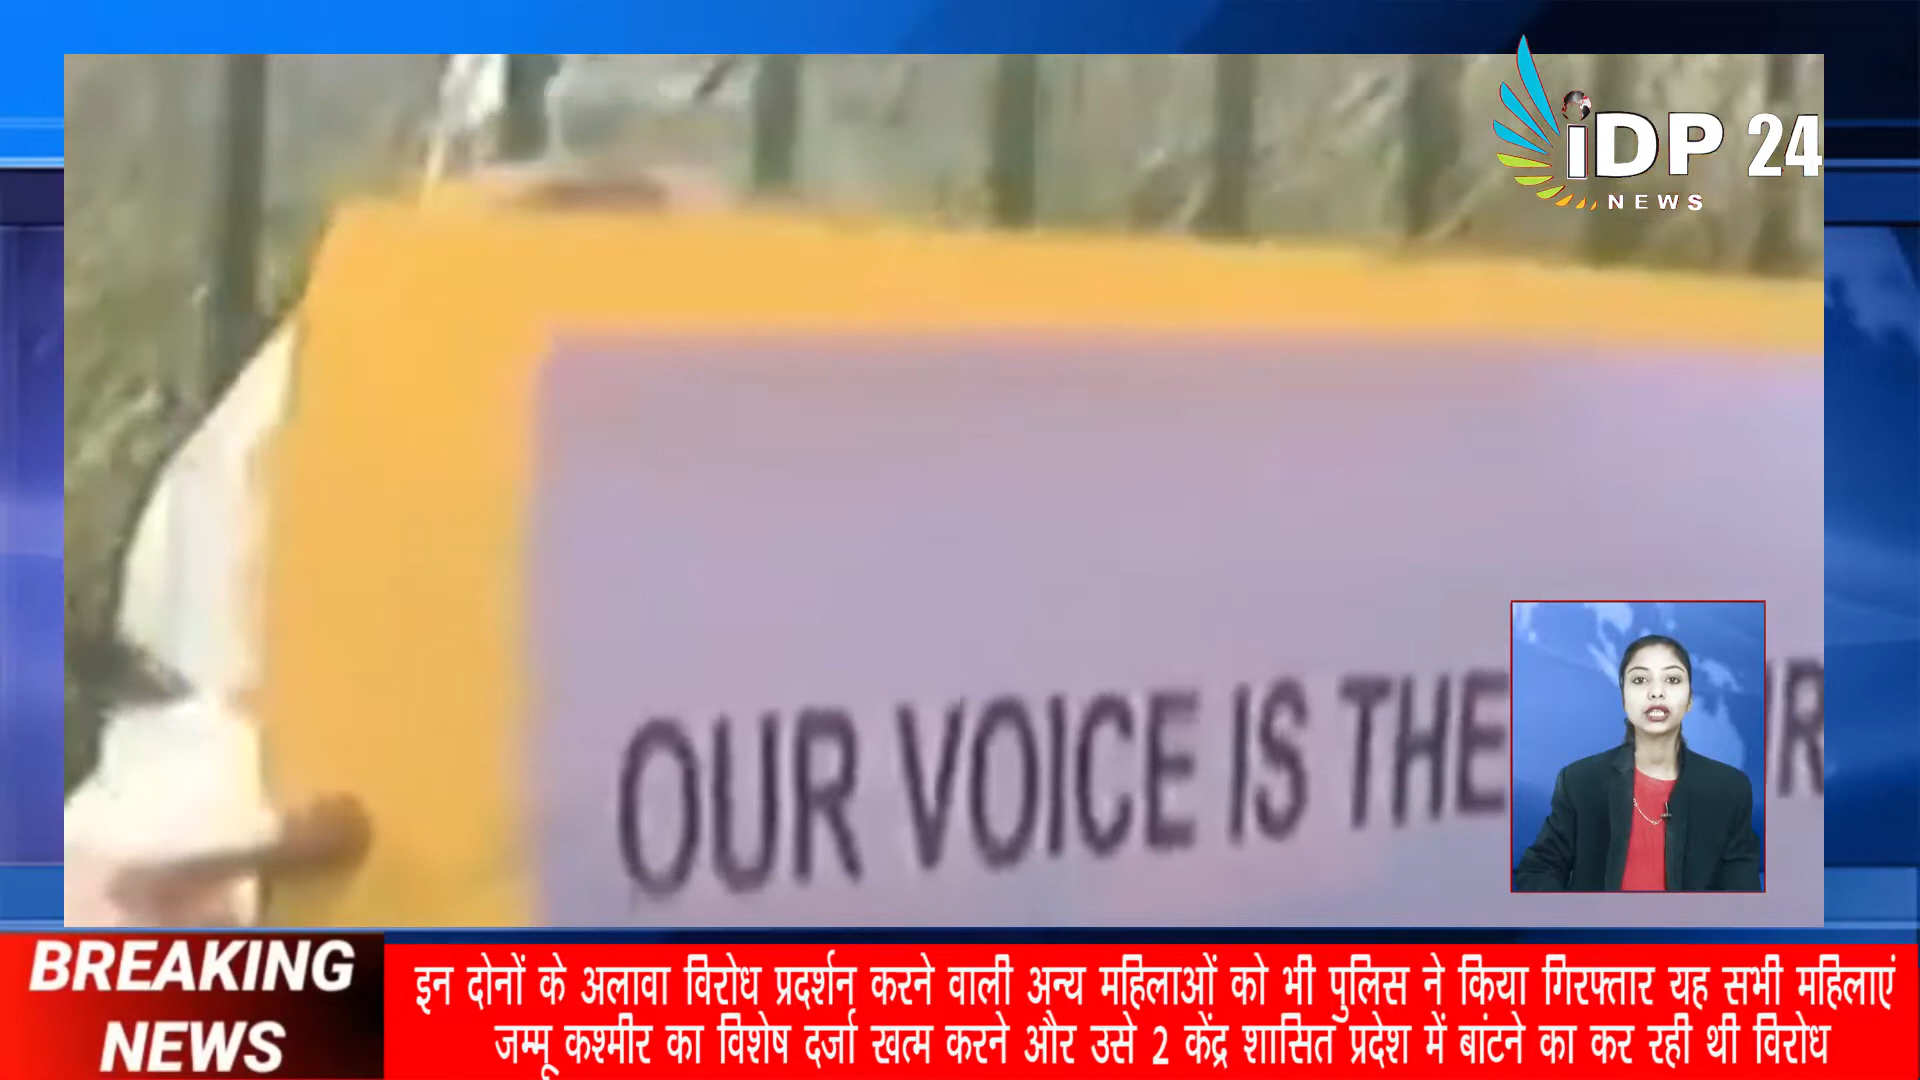 iDP 24
NEWS
OUR VOICE IS THE
BREAKING
NEWS
इन दोनों के अलावा विरोध प्रदर्शन करने वाली अन्य महिलाओं को भी पुलिस ने किया गिरफ्तार यह सभी महिलाएं
जम्मू कश्मीर का विशेष दर्जा खत्म करने और उसे 2 केंद्र शासित प्रदेश में बांटने का कर रही थी विरोध